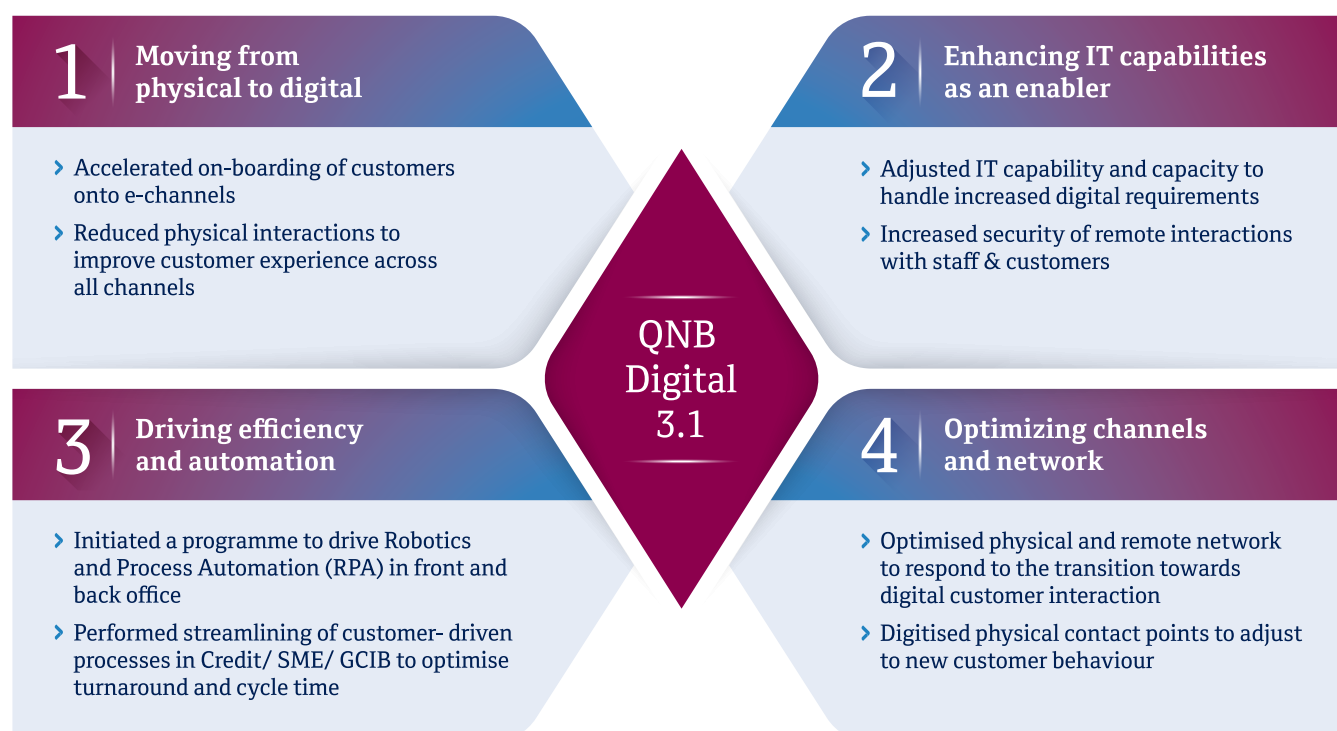 1
Moving from
physical to digital
› Accelerated on-boarding of customers
onto e-channels
› Reduced physical interactions to
improve customer experience across
all channels
2
Enhancing IT capabilities
as an enabler
› Adjusted IT capability and capacity to
handle increased digital requirements
› Increased security of remote interactions
with staff & customers
QNB
Digital
3.1
3
Driving efficiency
and automation
› Initiated a programme to drive Robotics
and Process Automation (RPA) in front and
back office
› Performed streamlining of customer- driven
processes in Credit/ SME/ GCIB to optimise
turnaround and cycle time
4
Optimizing channels
and network
› Optimised physical and remote network
to respond to the transition towards
digital customer interaction
› Digitised physical contact points to adjust
to new customer behaviour